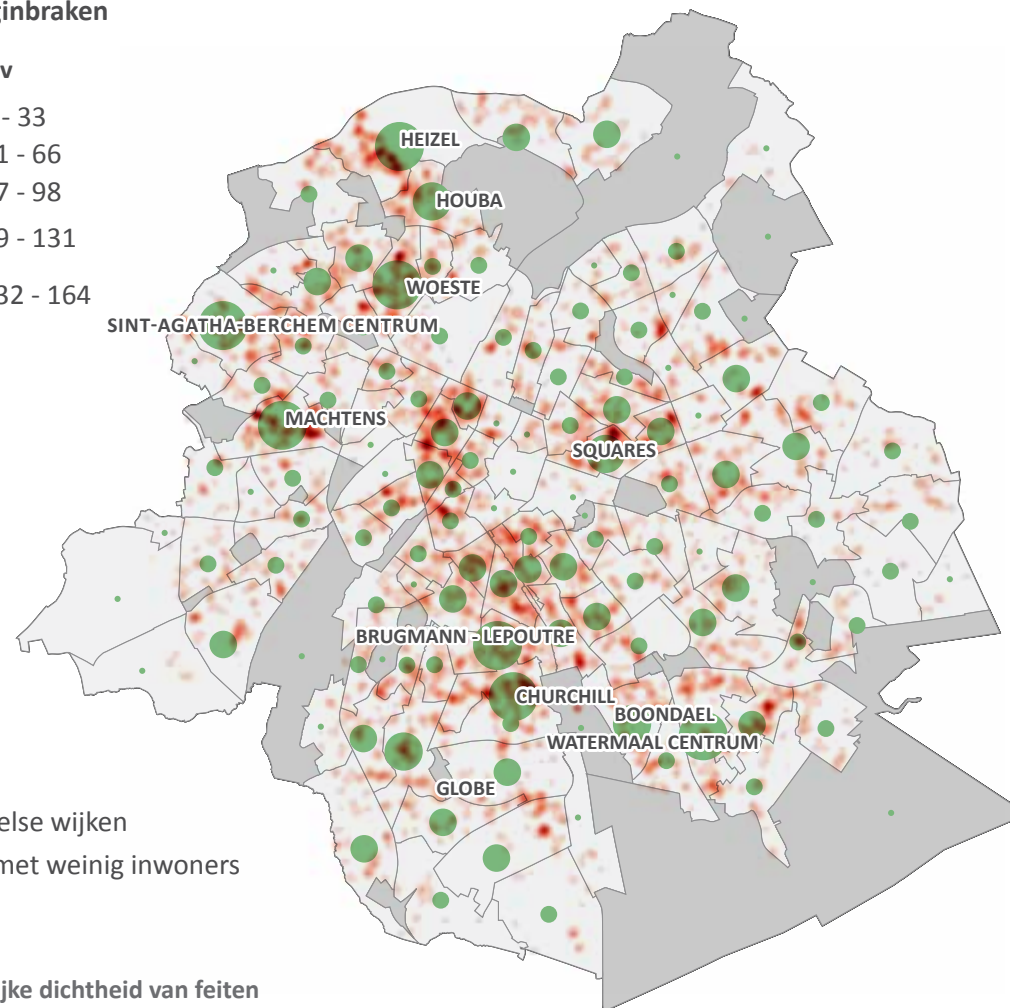 ginbraken
v
- 33
1 - 66
7 - 98
9 - 131
32 - 164
HEIZEL
HOUBA
WOESTE
SINT-AGATHA-BERCHEM CENTRUM
MACHTENS
SQUARES
BRUGMANN - LEPOUTRE
CHURCHILL
BOONDAEL
WATERMAAL CENTRUM
GLOBE
else wijken
met weinig inwoners
ijke dichtheid van feiten